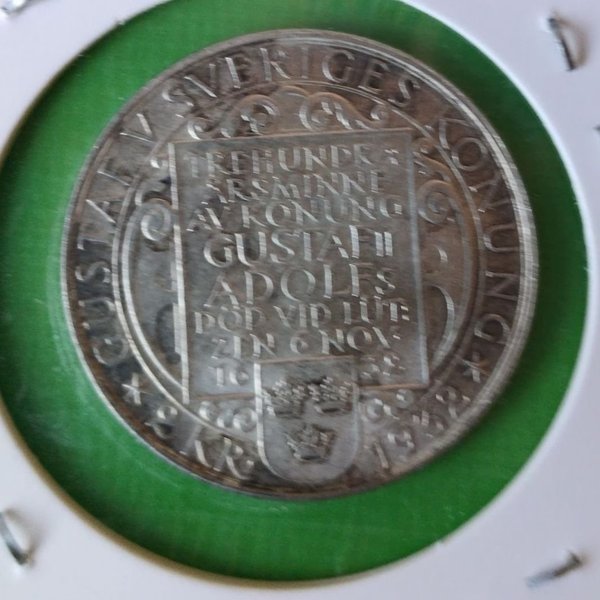 GUSTAF V SVERIGES KONUNG
TREHUNDRA
ÅRSMINNE
AV KONUNG
GUSTAF II
ADOLFS
DÖD VID LÜT-
ZEN 6 NOV.
16 32
2 KR. 1932